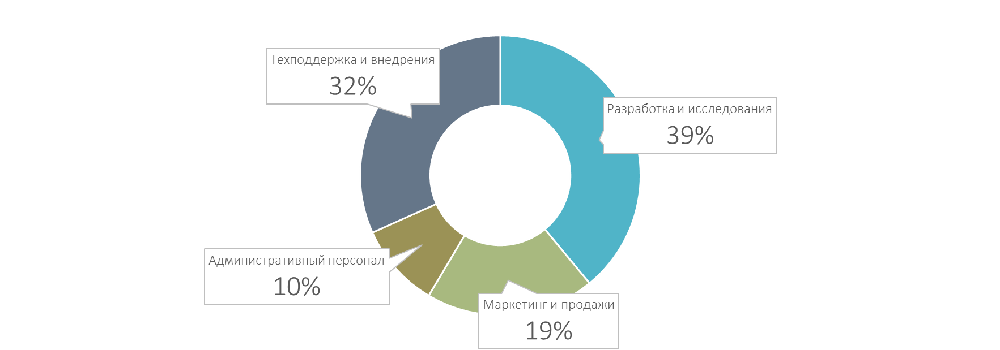 Техподдержка и внедрения
32%
Разработка и исследования
39%
Административный персонал
10%
Маркетинг и продажи
19%